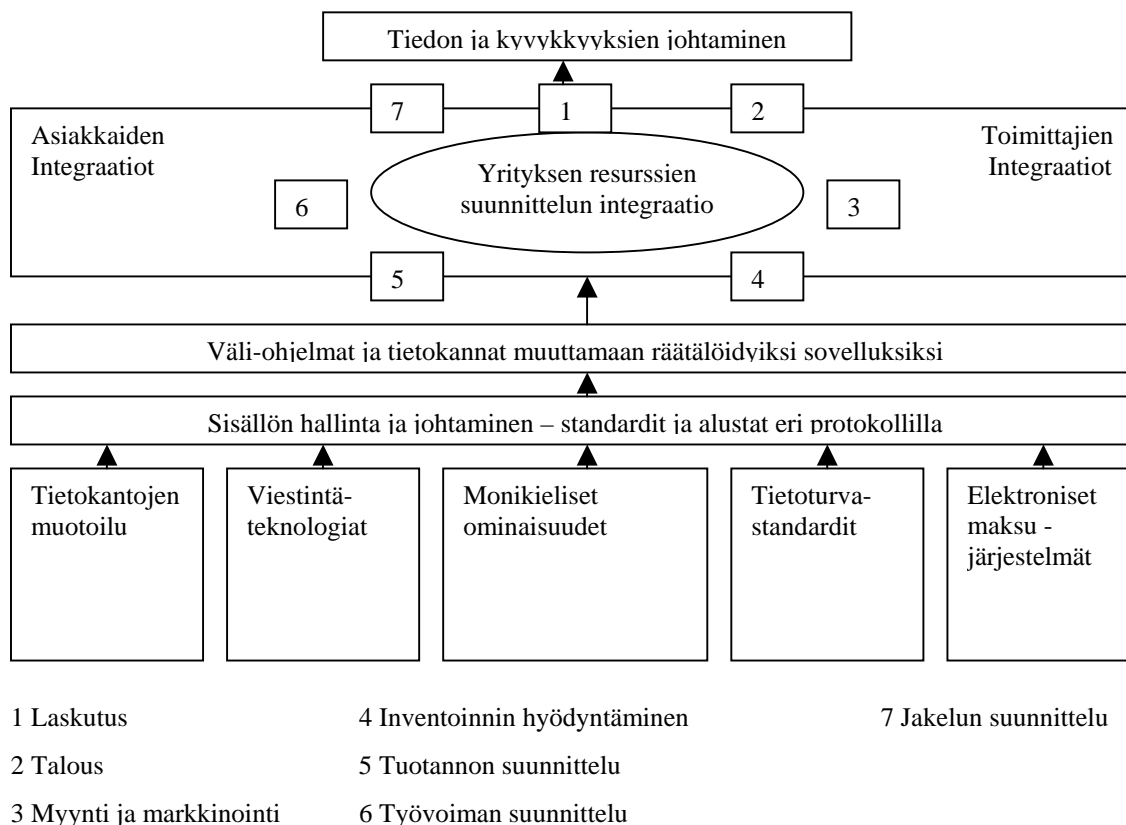 Tiedon ja kyvykkyyksien johtaminen
7
1
2
Asiakkaiden
Integraatiot
Toimittajien
Integraatiot
Yrityksen resurssien
suunnittelun integraatio
6
3
5
4
Väli-ohjelmat ja tietokannat muuttamaan räätälöidyiksi sovelluksiksi
Sisällön hallinta ja johtaminen – standardit ja alustat eri protokollilla
Tietokantojen
muotoilu
Viestintä-
teknologiat
Monikieliset
ominaisuudet
Tietoturva-
standardit
Elektroniset
maksu -
järjestelmät
1 Laskutus
4 Inventoinnin hyödyntäminen
7 Jakelun suunnittelu
2 Talous
5 Tuotannon suunnittelu
3 Myynti ja markkinointi
6 Työvoiman suunnittelu